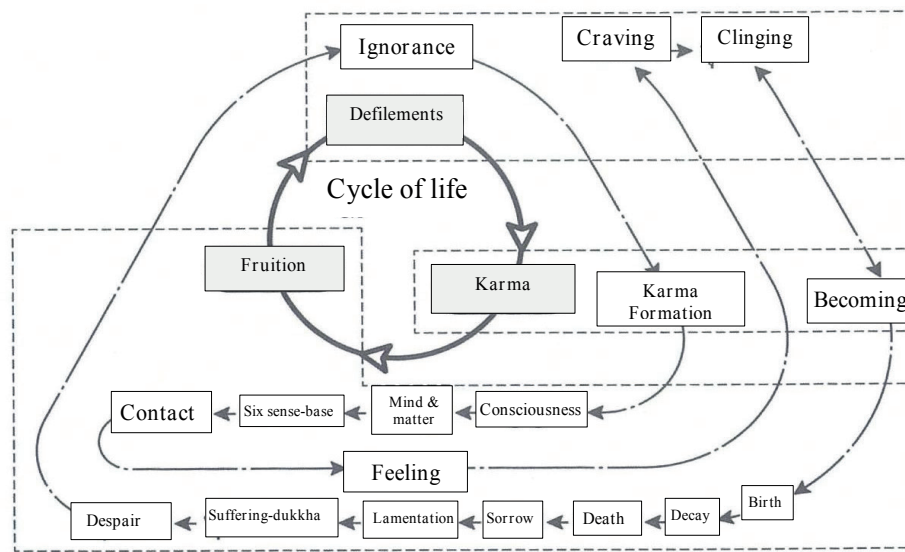 Ignorance
Craving
Clinging
Defilements
Cycle of life
Fruition
Karma
Karma
Formation
Becoming
Contact
Six sense-base
Mind &
matter
Consciousness
Feeling
Birth
Despair
Suffering-dukkha
Lamentation
Sorrow
Death
Decay